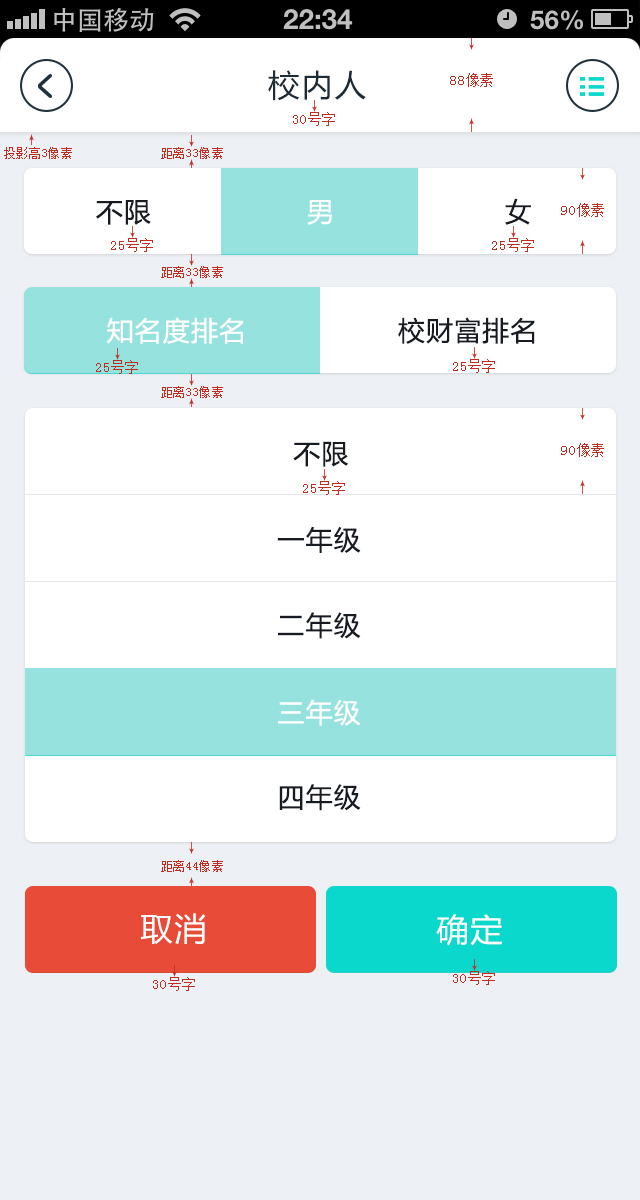 中国移动 22:34 56%
校内人
88像素
30号字
投影高3像素 距离33像素
不限 男 女
90像素
25号字 25号字
距离33像素
知名度排名 校财富排名
25号字 25号字
距离33像素
不限
90像素
25号字
一年级
二年级
三年级
四年级
距离44像素
取消 确定
30号字 30号字